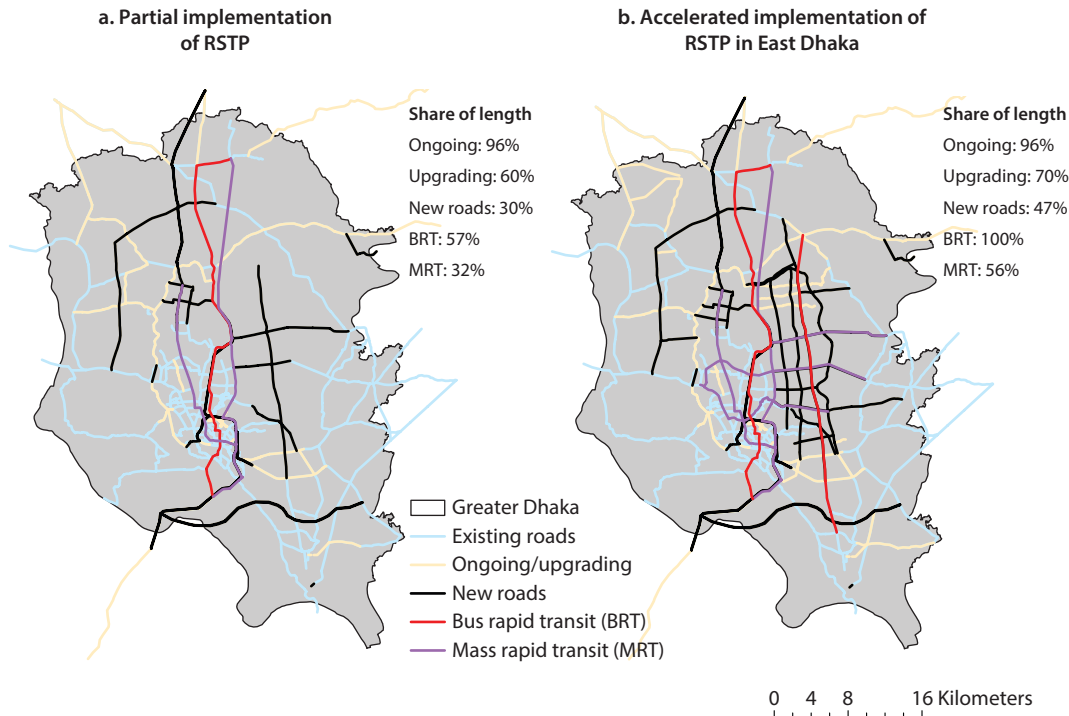 a. Partial implementation
of RSTP
b. Accelerated implementation of
RSTP in East Dhaka
Share of length
Ongoing: 96%
Upgrading: 60%
New roads: 30%
BRT: 57%
MRT: 32%
Share of length
Ongoing: 96%
Upgrading: 70%
New roads: 47%
BRT: 100%
MRT: 56%
Greater Dhaka
Existing roads
Ongoing/upgrading
New roads
Bus rapid transit (BRT)
Mass rapid transit (MRT)
0 4 8 16 Kilometers